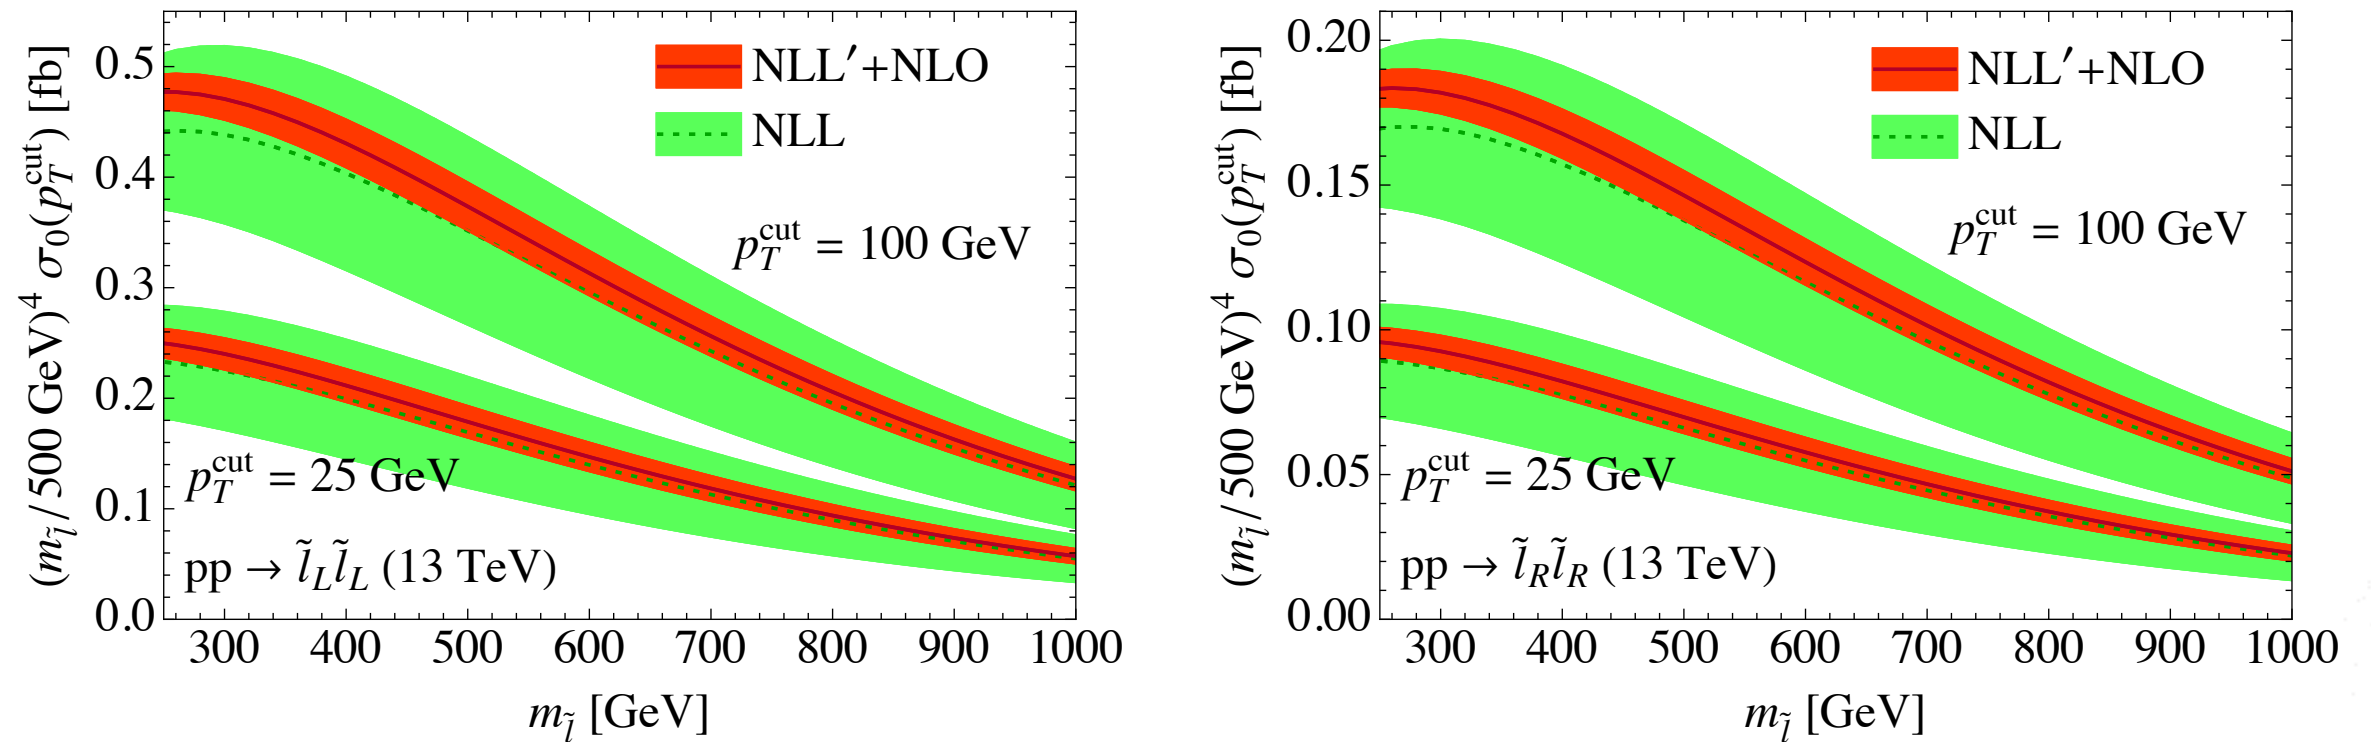 (m_l̃/500 GeV)⁴ σ₀(p_T^cut) [fb]
0.5
0.4
0.3
0.2
0.1
0.0
NLL′+NLO
NLL
p_T^cut = 100 GeV
p_T^cut = 25 GeV
pp → l̃_L l̃_L (13 TeV)
300 400 500 600 700 800 900 1000
m_l̃ [GeV]
(m_l̃/500 GeV)⁴ σ₀(p_T^cut) [fb]
0.20
0.15
0.10
0.05
0.00
NLL′+NLO
NLL
p_T^cut = 100 GeV
p_T^cut = 25 GeV
pp → l̃_R l̃_R (13 TeV)
300 400 500 600 700 800 900 1000
m_l̃ [GeV]